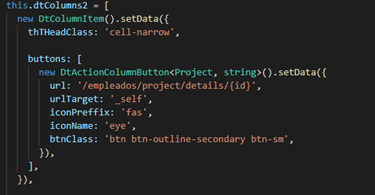 this.dtColumns2 = [
new DtColumnItem().setData({
thTHeadClass: 'cell-narrow',
buttons: [
new DtActionColumnButton<Project, string>().setData({
url: '/empleados/project/details/{id}',
urlTarget: '_self',
iconPreffix: 'fas',
iconName: 'eye',
btnClass: 'btn btn-outline-secondary btn-sm',
}),
],
}),